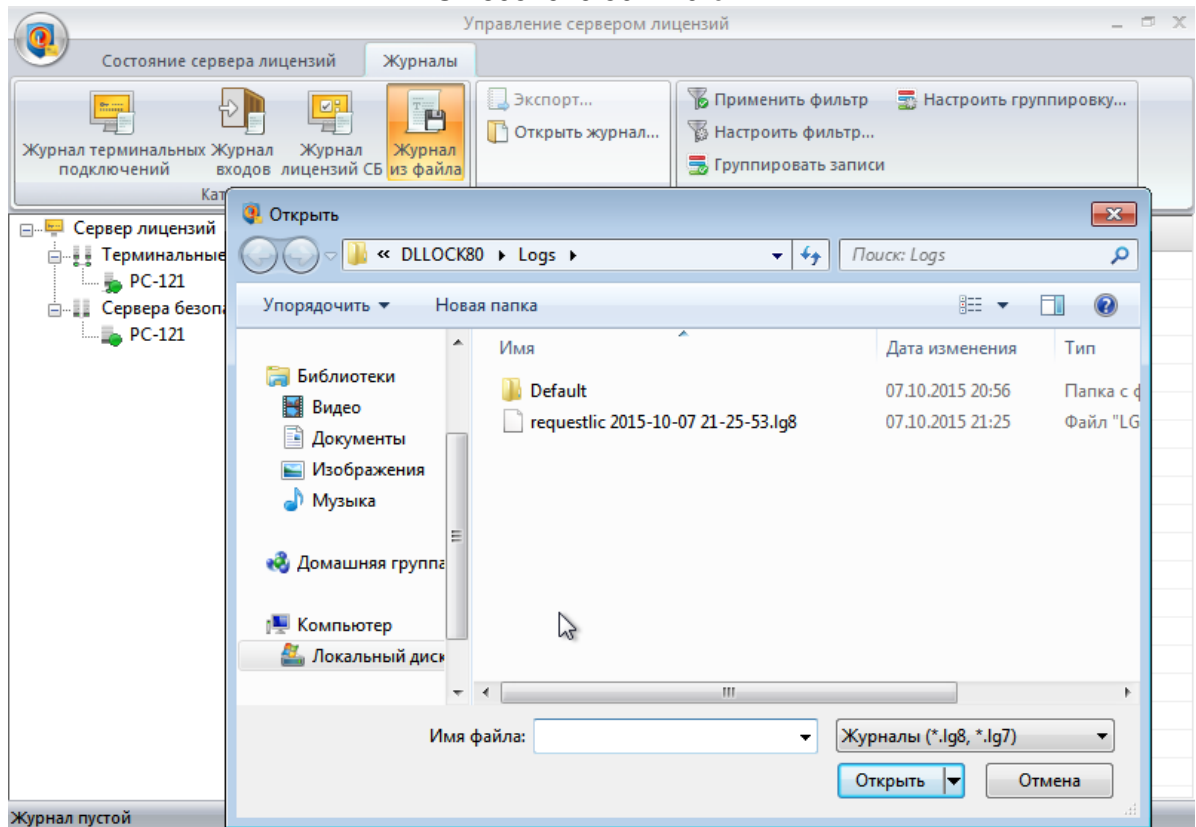 Управление сервером лицензий
Состояние сервера лицензий Журналы
Журнал терминальных подключений
Журнал входов
Журнал лицензий СБ
Журнал из файла
Экспорт...
Открыть журнал...
Применить фильтр
Настроить фильтр...
Группировать записи
Настроить группировку...
Кат
Сервер лицензий
Терминальные
PC-121
Сервера безоп
PC-121
Открыть
« DLLOCK80 Logs
Поиск: Logs
Упорядочить Новая папка
Имя Дата изменения Тип
Библиотеки
Видео
Документы
Изображения
Музыка
Домашняя группа
Компьютер
Локальный диск
Default 07.10.2015 20:56 Папка с ф
requestlic 2015-10-07 21-25-53.lg8 07.10.2015 21:25 Файл "LG
Имя файла: Журналы (*.lg8, *.lg7)
Открыть Отмена
Журнал пустой